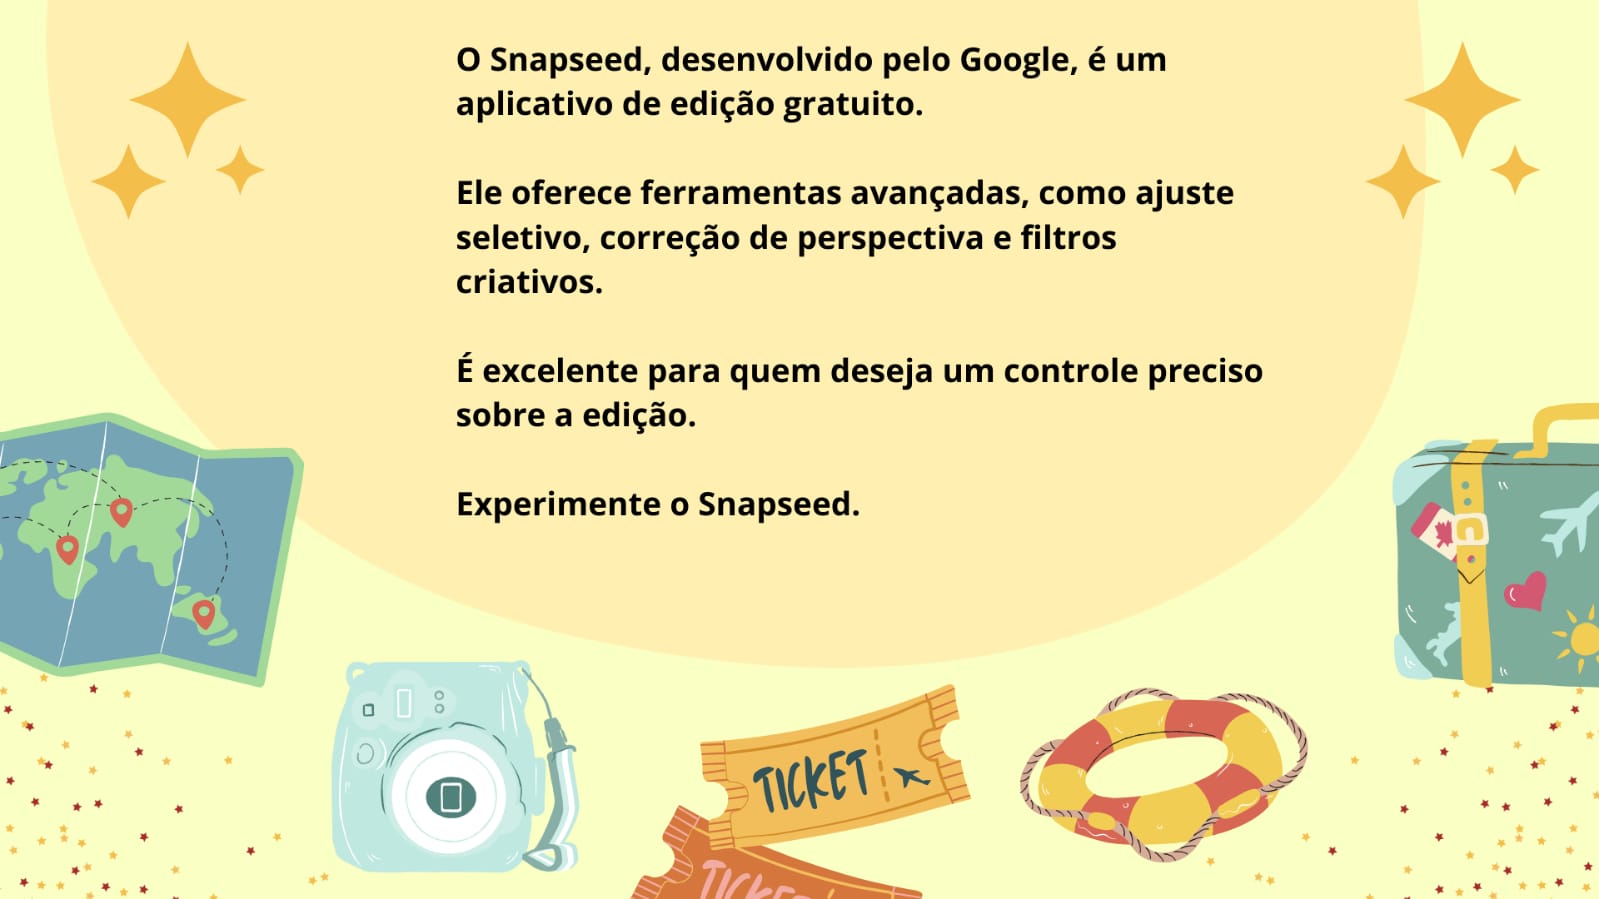 O Snapseed, desenvolvido pelo Google, é um
aplicativo de edição gratuito.
Ele oferece ferramentas avançadas, como ajuste
seletivo, correção de perspectiva e filtros
criativos.
É excelente para quem deseja um controle preciso
sobre a edição.
Experimente o Snapseed.
TICKET
TICKET